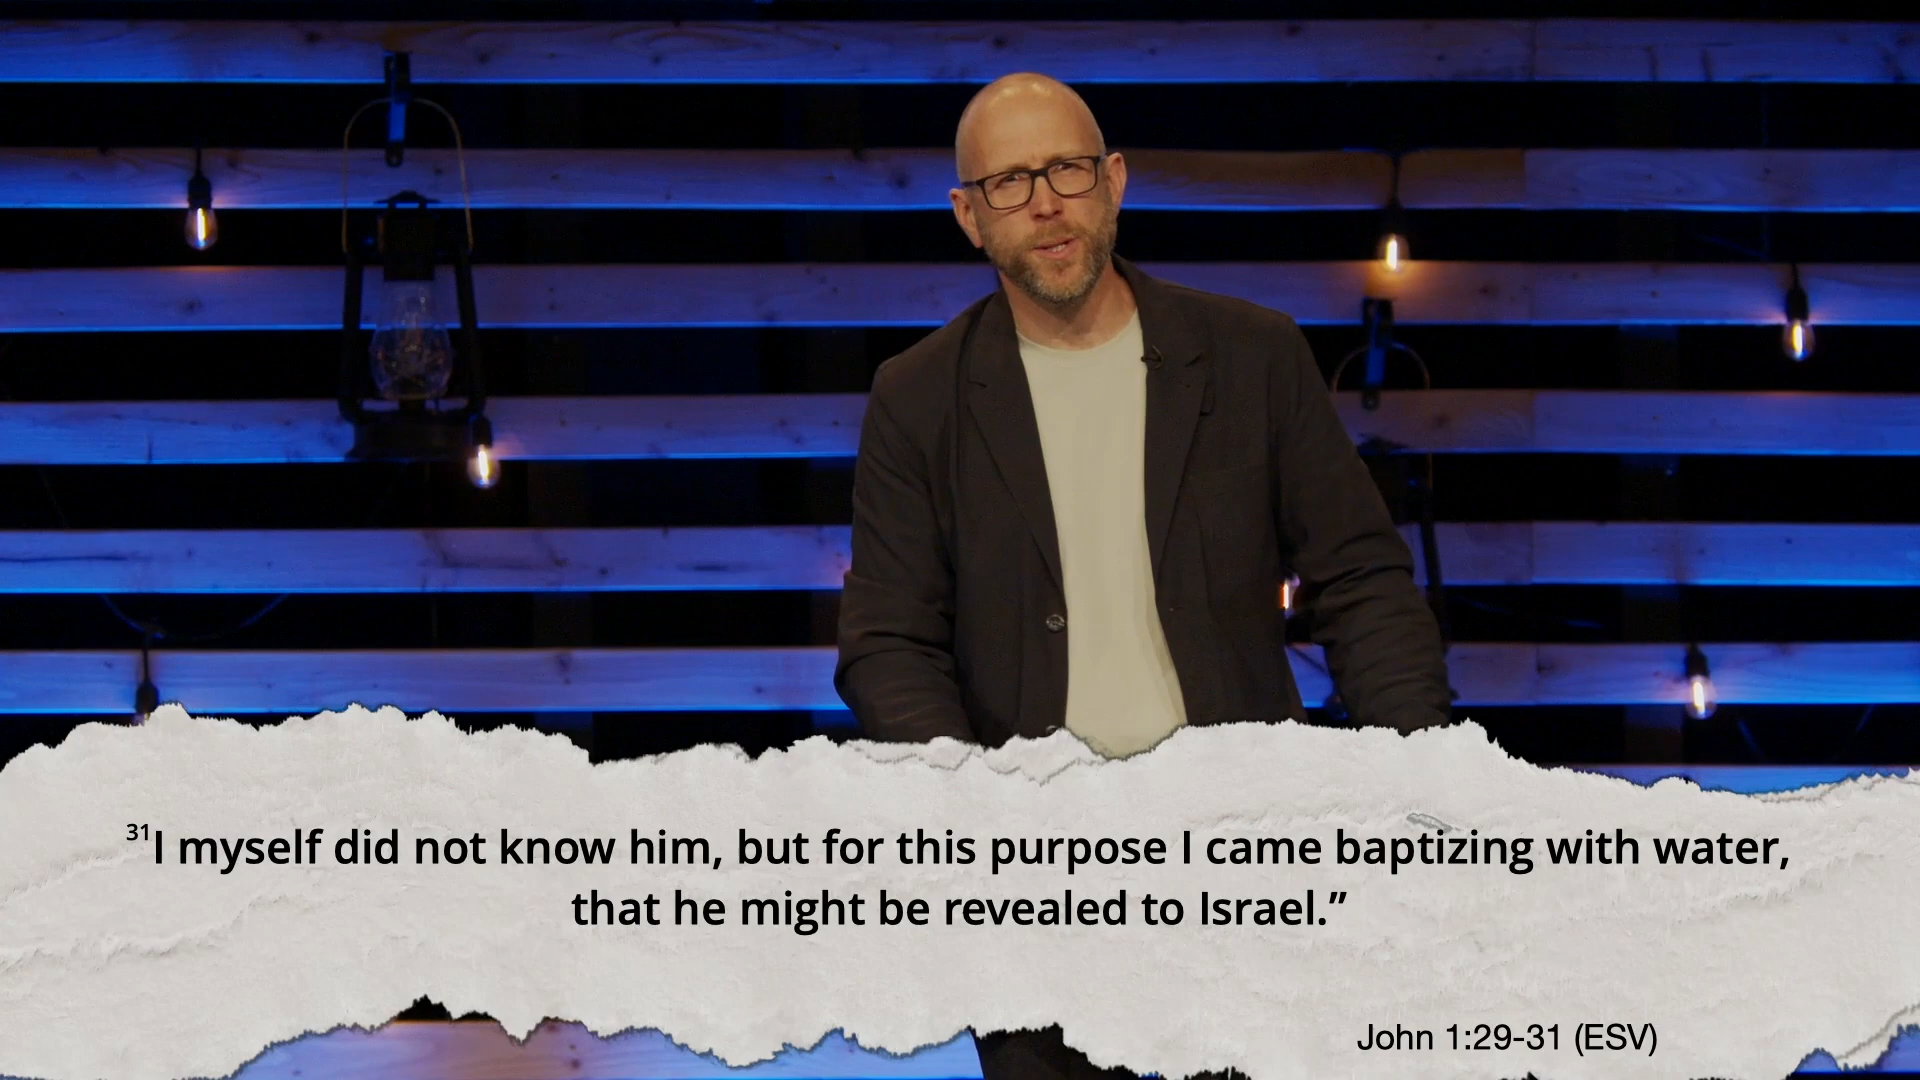 ³¹I myself did not know him, but for this purpose I came baptizing with water,
that he might be revealed to Israel.”
John 1:29-31 (ESV)